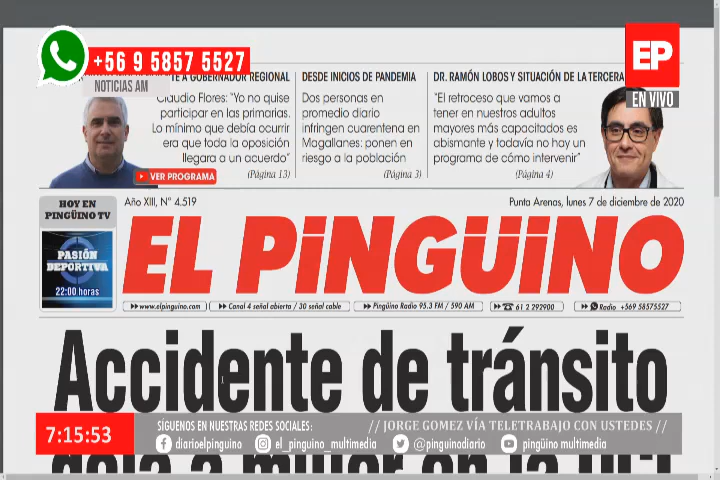 +56 9 5857 5527
NOTICIAS AM
EP
EN VIVO
TE A GOBERNADOR REGIONAL
Claudio Flores: "Yo no quise
participar en las primarias.
Lo mínimo que debía ocurrir
era que toda la oposición
llegara a un acuerdo"
(Página 13)
VER PROGRAMA
DESDE INICIOS DE PANDEMIA
Dos personas en
promedio diario
infringen cuarentena en
Magallanes: ponen en
riesgo a la población
(Página 3)
DR. RAMÓN LOBOS Y SITUACIÓN DE LA TERCERA
"El retroceso que vamos a
tener en nuestros adultos
mayores más capacitados es
abismante y todavía no hay un
programa de cómo intervenir"
(Página 4)
HOY EN
PINGÜINO TV
PASIÓN
DEPORTIVA
22:00 horas
Año XIII, N° 4.519
Punta Arenas, lunes 7 de diciembre de 2020
EL PiNGÜiNO
www.elpinguino.com
Canal 4 señal abierta / 30 señal cable
Pingüino Radio 95.3 FM / 590 AM
61 2 292900
Radio +569 58575527
Accidente de tránsito
7:15:53
SÍGUENOS EN NUESTRAS REDES SOCIALES:
// JORGE GOMEZ VÍA TELETRABAJO CON USTEDES //
diarioelpinguino
el_pinguino_multimedia
@pinguinodiario
pingüino multimedia
deja a mujer en la UCI